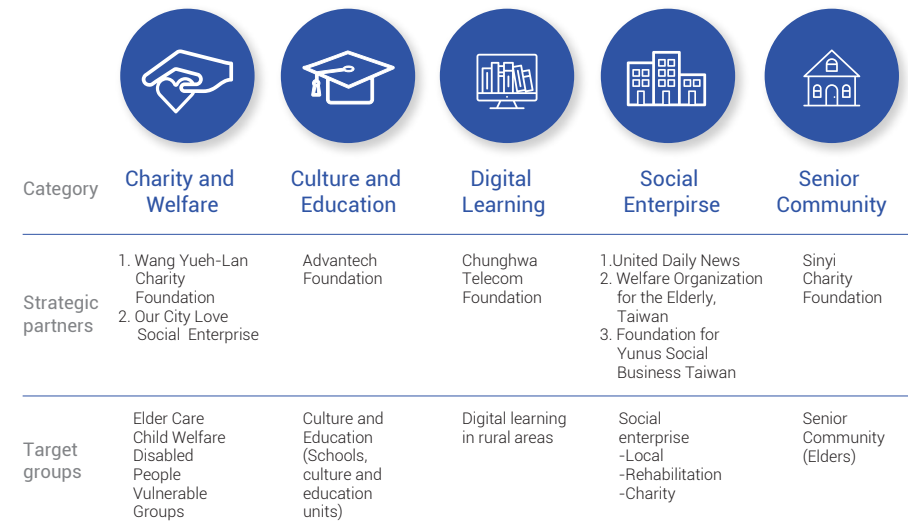 Category
Charity and
Welfare
Culture and
Education
Digital
Learning
Social
Enterpirse
Senior
Community
Strategic
partners
1. Wang Yueh-Lan
Charity
Foundation
2. Our City Love
Social Enterprise
Advantech
Foundation
Chunghwa
Telecom
Foundation
1.United Daily News
2. Welfare Organization
for the Elderly,
Taiwan
3. Foundation for
Yunus Social
Business Taiwan
Sinyi
Charity
Foundation
Target
groups
Elder Care
Child Welfare
Disabled
People
Vulnerable
Groups
Culture and
Education
(Schools,
culture and
education
units)
Digital learning
in rural areas
Social
enterprise
-Local
-Rehabilitation
-Charity
Senior
Community
(Elders)